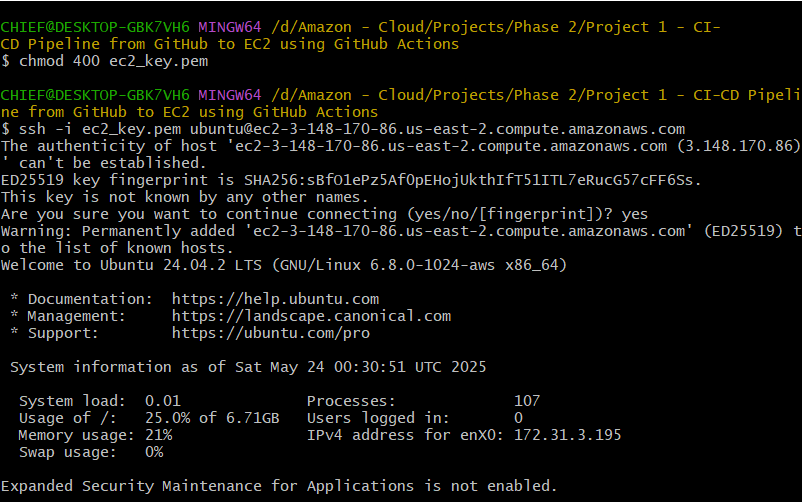 CHIEF@DESKTOP-GBK7VH6 MINGW64 /d/Amazon - Cloud/Projects/Phase 2/Project 1 - CI-
CD Pipeline from GitHub to EC2 using GitHub Actions
$ chmod 400 ec2_key.pem
CHIEF@DESKTOP-GBK7VH6 MINGW64 /d/Amazon - Cloud/Projects/Phase 2/Project 1 - CI-CD Pipeli
ne from GitHub to EC2 using GitHub Actions
$ ssh -i ec2_key.pem ubuntu@ec2-3-148-170-86.us-east-2.compute.amazonaws.com
The authenticity of host 'ec2-3-148-170-86.us-east-2.compute.amazonaws.com (3.148.170.86)
' can't be established.
ED25519 key fingerprint is SHA256:sBfO1ePz5AfOpEHojUkthIfT51ITL7eRucG57cFF6Ss.
This key is not known by any other names.
Are you sure you want to continue connecting (yes/no/[fingerprint])? yes
Warning: Permanently added 'ec2-3-148-170-86.us-east-2.compute.amazonaws.com' (ED25519) t
o the list of known hosts.
Welcome to Ubuntu 24.04.2 LTS (GNU/Linux 6.8.0-1024-aws x86_64)
* Documentation: https://help.ubuntu.com
* Management: https://landscape.canonical.com
* Support: https://ubuntu.com/pro
System information as of Sat May 24 00:30:51 UTC 2025
System load: 0.01 Processes: 107
Usage of /: 25.0% of 6.71GB Users logged in: 0
Memory usage: 21% IPv4 address for enX0: 172.31.3.195
Swap usage: 0%
Expanded Security Maintenance for Applications is not enabled.